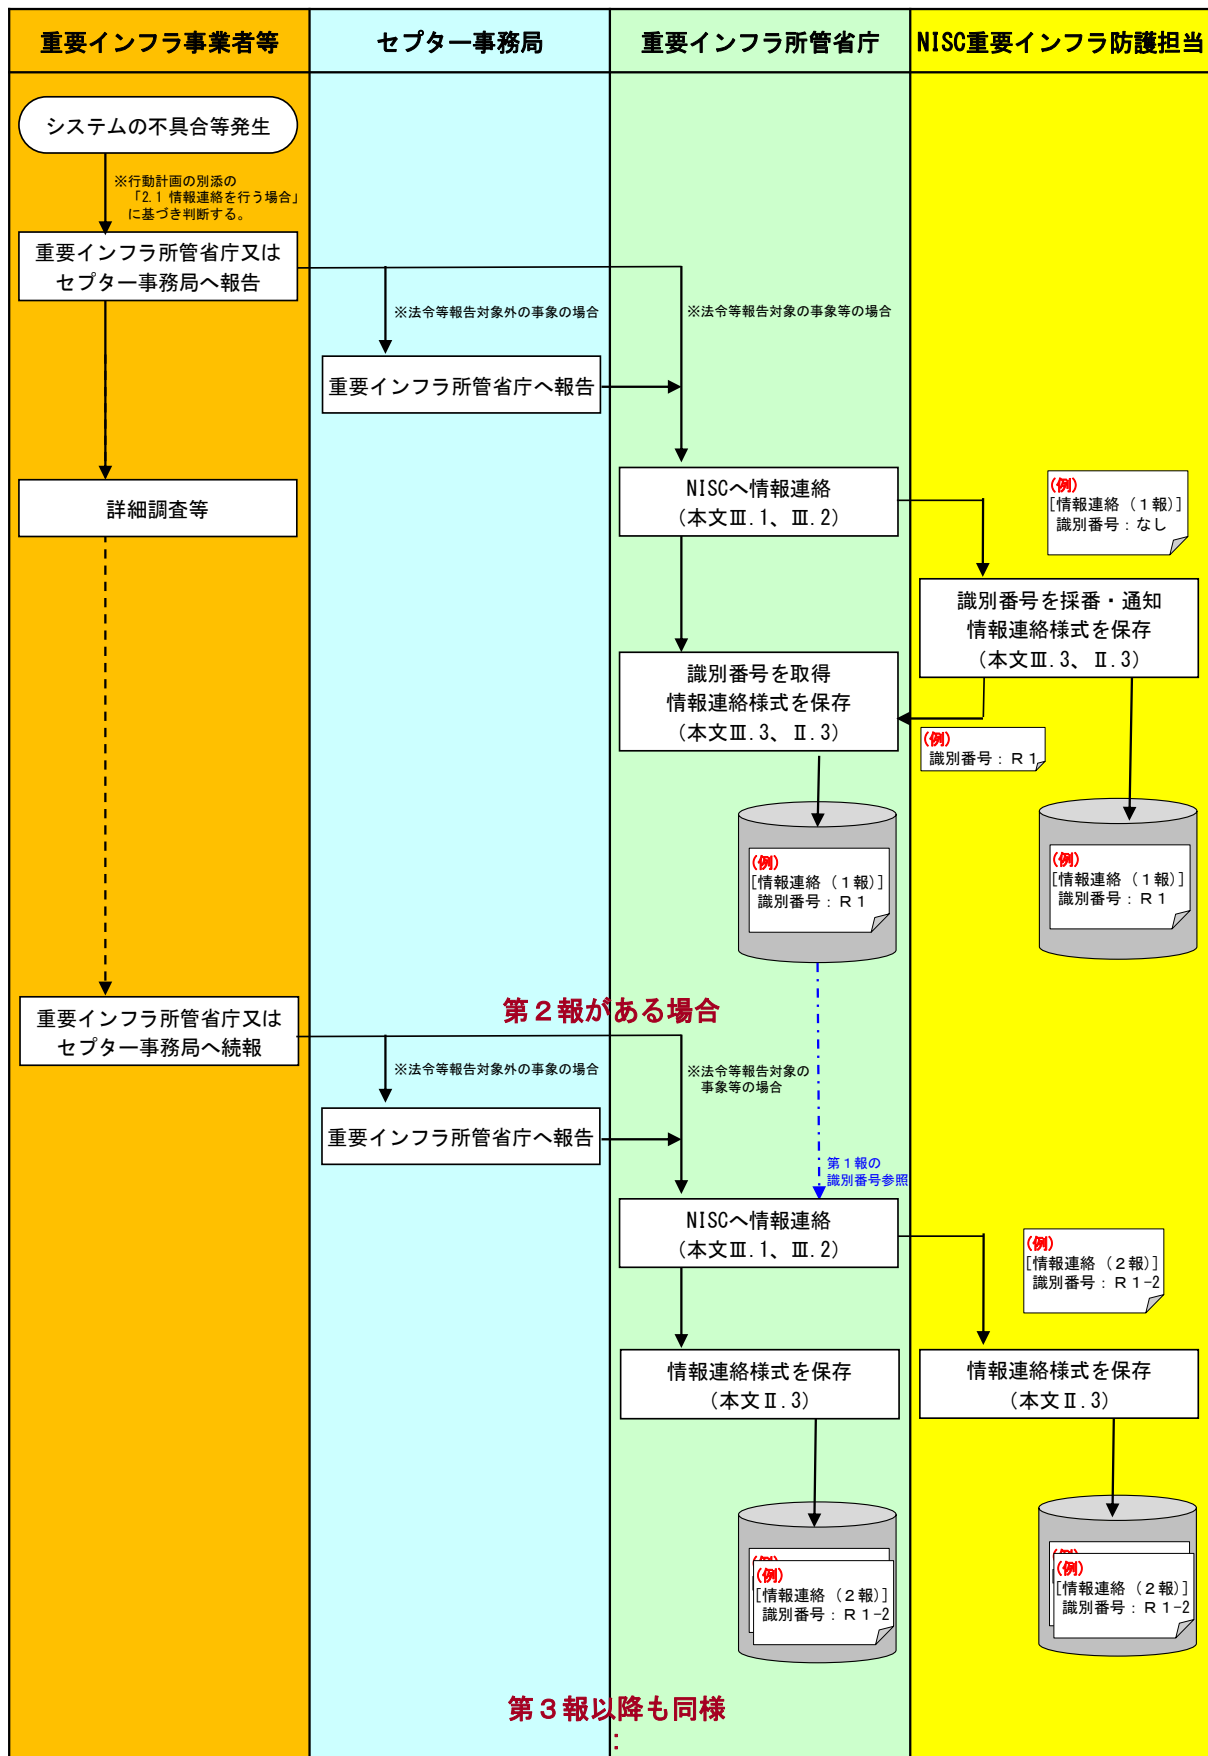 重要インフラ事業者等
セプター事務局
重要インフラ所管省庁
NISC重要インフラ防護担当
システムの不具合等発生
※行動計画の別添の
「2.1 情報連絡を行う場合」
に基づき判断する。
重要インフラ所管省庁又は
セプター事務局へ報告
※法令等報告対象外の事象の場合
※法令等報告対象の事象等の場合
重要インフラ所管省庁へ報告
詳細調査等
NISCへ情報連絡
（本文Ⅲ.1、Ⅲ.2）
(例)
[情報連絡（１報）]
識別番号：なし
識別番号を採番・通知
情報連絡様式を保存
（本文Ⅲ.3、Ⅱ.3）
識別番号を取得
情報連絡様式を保存
（本文Ⅲ.3、Ⅱ.3）
(例)
識別番号：Ｒ１
(例)
[情報連絡（１報）]
識別番号：Ｒ１
(例)
[情報連絡（１報）]
識別番号：Ｒ１
第２報がある場合
重要インフラ所管省庁又は
セプター事務局へ続報
※法令等報告対象外の事象の場合
※法令等報告対象の
事象等の場合
重要インフラ所管省庁へ報告
第１報の
識別番号参照
NISCへ情報連絡
（本文Ⅲ.1、Ⅲ.2）
(例)
[情報連絡（２報）]
識別番号：Ｒ１-2
情報連絡様式を保存
（本文Ⅱ.3）
情報連絡様式を保存
（本文Ⅱ.3）
(例)
(例)
[情報連絡（２報）]
識別番号：Ｒ１-2
(例)
(例)
[情報連絡（２報）]
識別番号：Ｒ１-2
第３報以降も同様
：